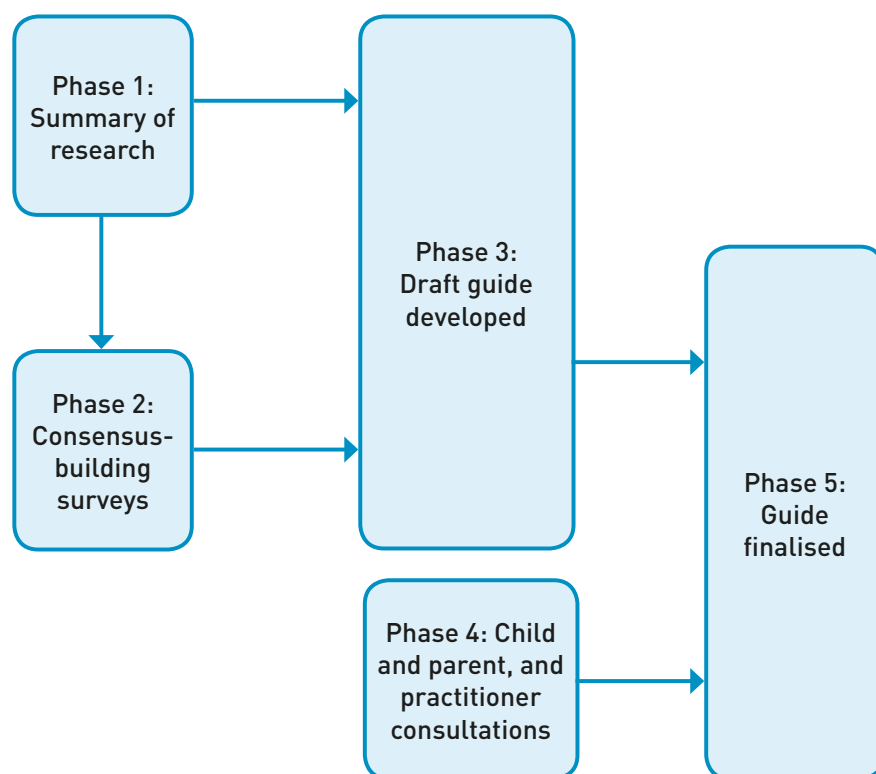 Phase 1:
Summary of
research
Phase 2:
Consensus-
building
surveys
Phase 3:
Draft guide
developed
Phase 4: Child
and parent, and
practitioner
consultations
Phase 5:
Guide
finalised